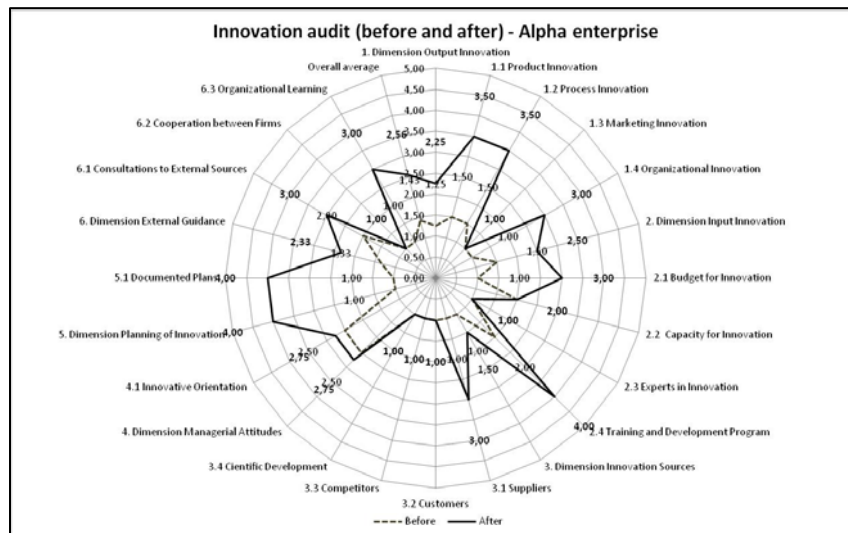 Innovation audit (before and after) - Alpha enterprise
1. Dimension Output Innovation
1.1 Product Innovation
1.2 Process Innovation
1.3 Marketing Innovation
1.4 Organizational Innovation
2. Dimension Input Innovation
2.1 Budget for Innovation
2.2 Capacity for Innovation
2.3 Experts in Innovation
2.4 Training and Development Program
3. Dimension Innovation Sources
3.1 Suppliers
3.2 Customers
3.3 Competitors
3.4 Cientific Development
4. Dimension Managerial Attitudes
4.1 Innovative Orientation
5. Dimension Planning of Innovation
5.1 Documented Plans
6. Dimension External Guidance
6.1 Consultations to External Sources
6.2 Cooperation between Firms
6.3 Organizational Learning
Overall average
5,00
4,50
4,00
3,50
3,00
2,50
2,00
1,50
1,00
0,50
0,00
2,25
3,50
3,50
3,00
2,50
3,00
2,00
1,00
4,00
1,50
3,00
1,00
1,00
1,00
2,75
2,75
4,00
4,00
2,33
3,00
1,00
3,00
2,56
1,50
1,50
1,00
1,00
1,50
1,00
2,00
1,00
1,00
2,50
2,50
1,00
1,00
1,33
2,00
1,00
1,43
Before
After